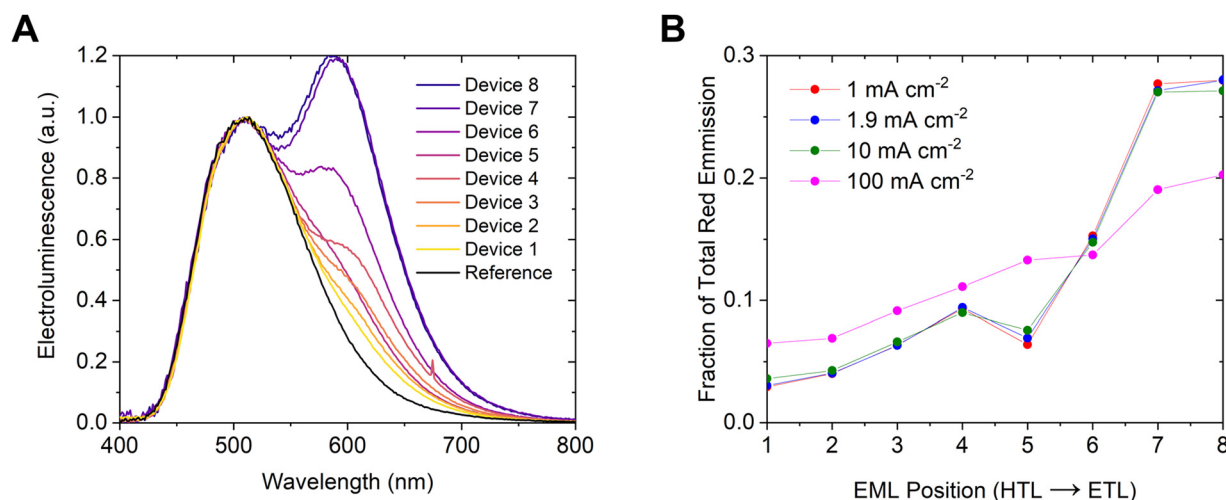 A
1.2
1.0
0.8
0.6
0.4
0.2
0.0
400
500
600
700
800
Electroluminescence (a.u.)
Wavelength (nm)
Device 8
Device 7
Device 6
Device 5
Device 4
Device 3
Device 2
Device 1
Reference
B
0.3
0.2
0.1
0.0
1
2
3
4
5
6
7
8
Fraction of Total Red Emmission
EML Position (HTL → ETL)
1 mA cm⁻²
1.9 mA cm⁻²
10 mA cm⁻²
100 mA cm⁻²